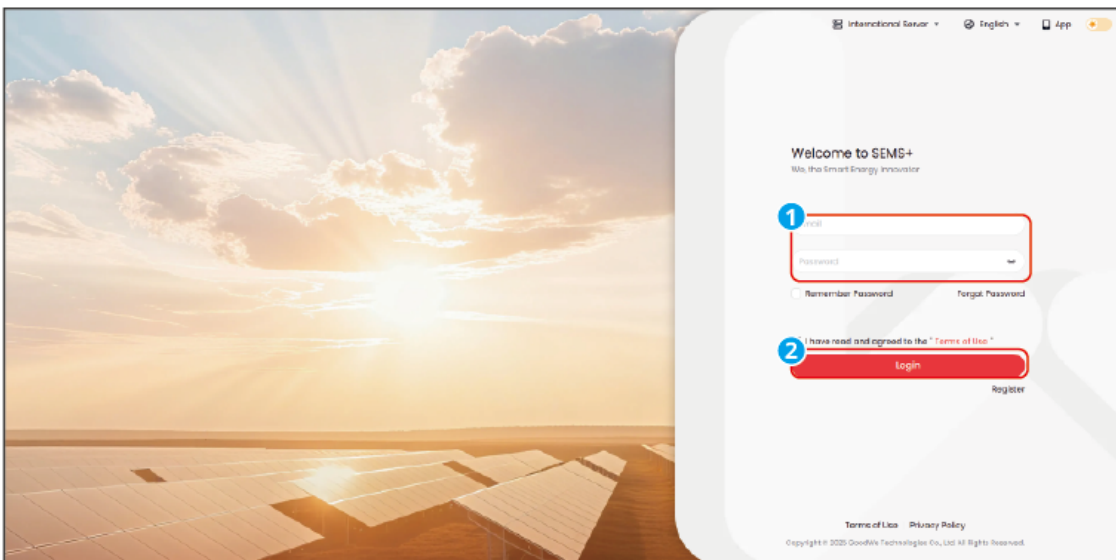 International Server English App
Welcome to SEMS+
We, the Smart Energy Innovator
1
Email
Password
Remember Password Forgot Password
I have read and agreed to the " Terms of Use "
2
Login
Register
Terms of Use Privacy Policy
Copyright © 2025 GoodWe Technologies Co., Ltd. All Rights Reserved.